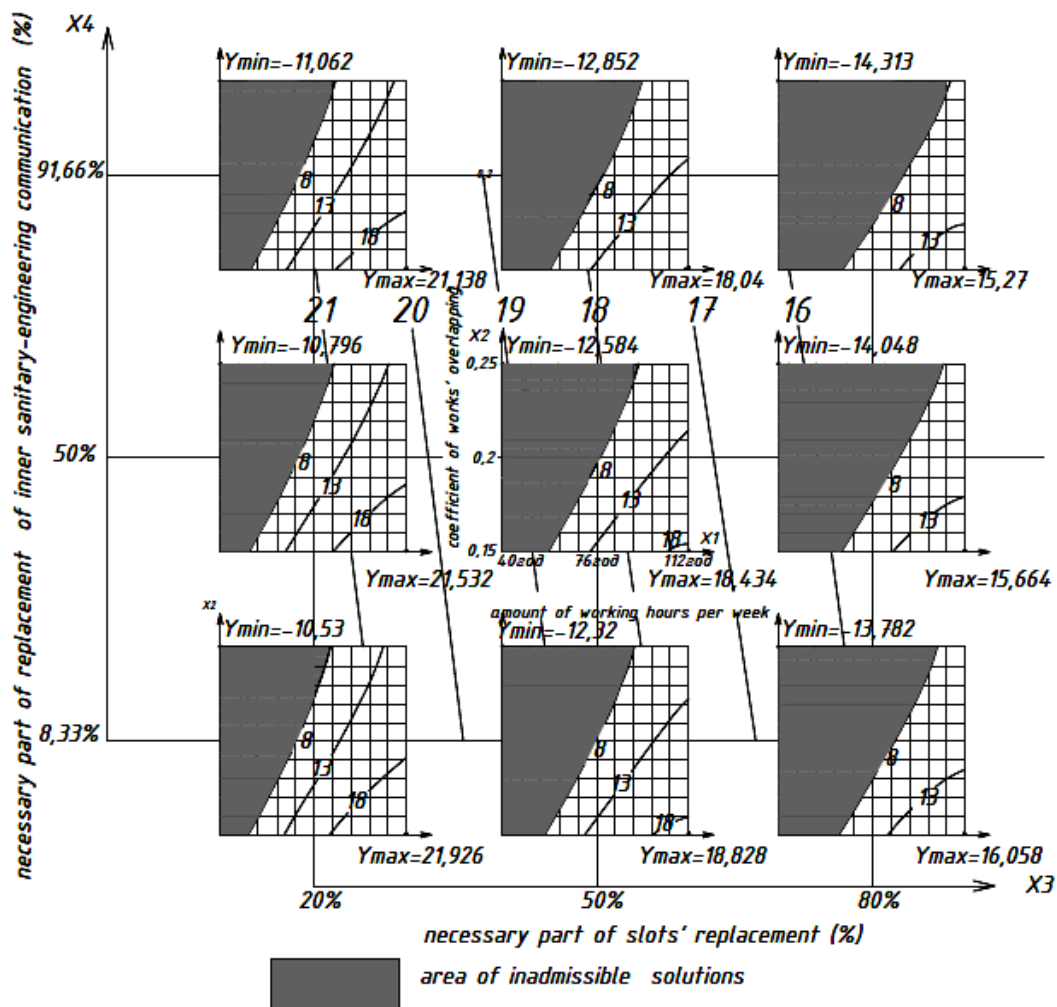 X4
necessary part of replacement of inner sanitary-engineering communication (%)
Ymin=-11,062
Ymin=-12,852
Ymin=-14,313
91,66%
8
13
18
0,2
8
13
8
13
Ymax=21,138
Ymax=18,04
Ymax=15,27
21
20
19
18
17
16
Ymin=-10,796
Ymin=-12,584
Ymin=-14,048
coefficient of works' overlapping
X2
0,25
50%
8
13
18
0,2
8
13
18
8
13
0,15
X1
40год
76год
112год
Ymax=21,532
Ymax=18,434
Ymax=15,664
amount of working hours per week
X2
Ymin=-10,53
Ymin=-12,32
Ymin=-13,782
8,33%
8
13
18
8
13
18
8
13
Ymax=21,926
Ymax=18,828
Ymax=16,058
20%
50%
80%
X3
necessary part of slots' replacement (%)
area of inadmissible solutions